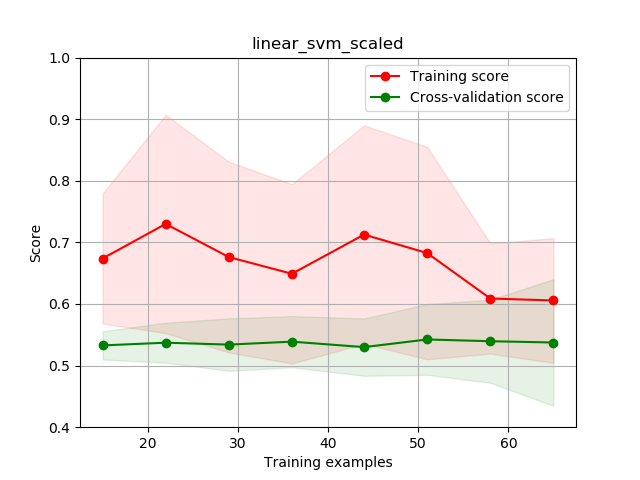 linear_svm_scaled
1.0
0.9
0.8
0.7
0.6
0.5
0.4
Score
Training score
Cross-validation score
20
30
40
50
60
Training examples